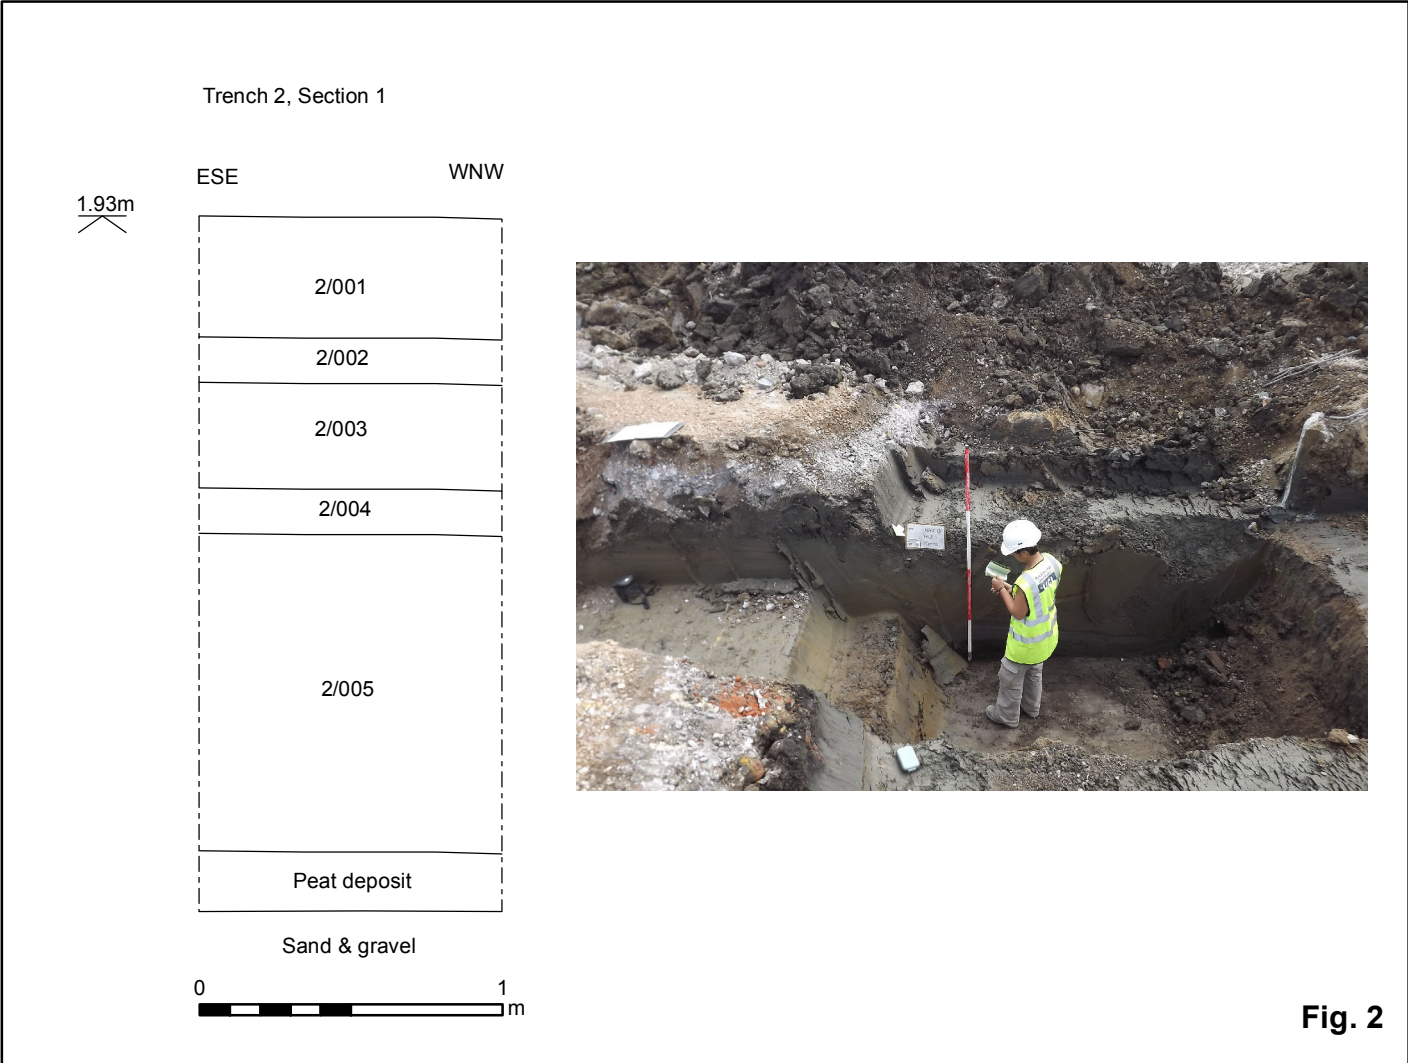 Trench 2, Section 1
ESE
WNW
1.93m
2/001
2/002
2/003
2/004
2/005
Peat deposit
Sand & gravel
0
1
m
Fig. 2